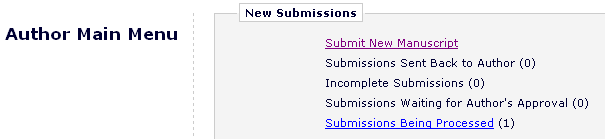 New Submissions
Author Main Menu
Submit New Manuscript
Submissions Sent Back to Author (0)
Incomplete Submissions (0)
Submissions Waiting for Author's Approval (0)
Submissions Being Processed (1)